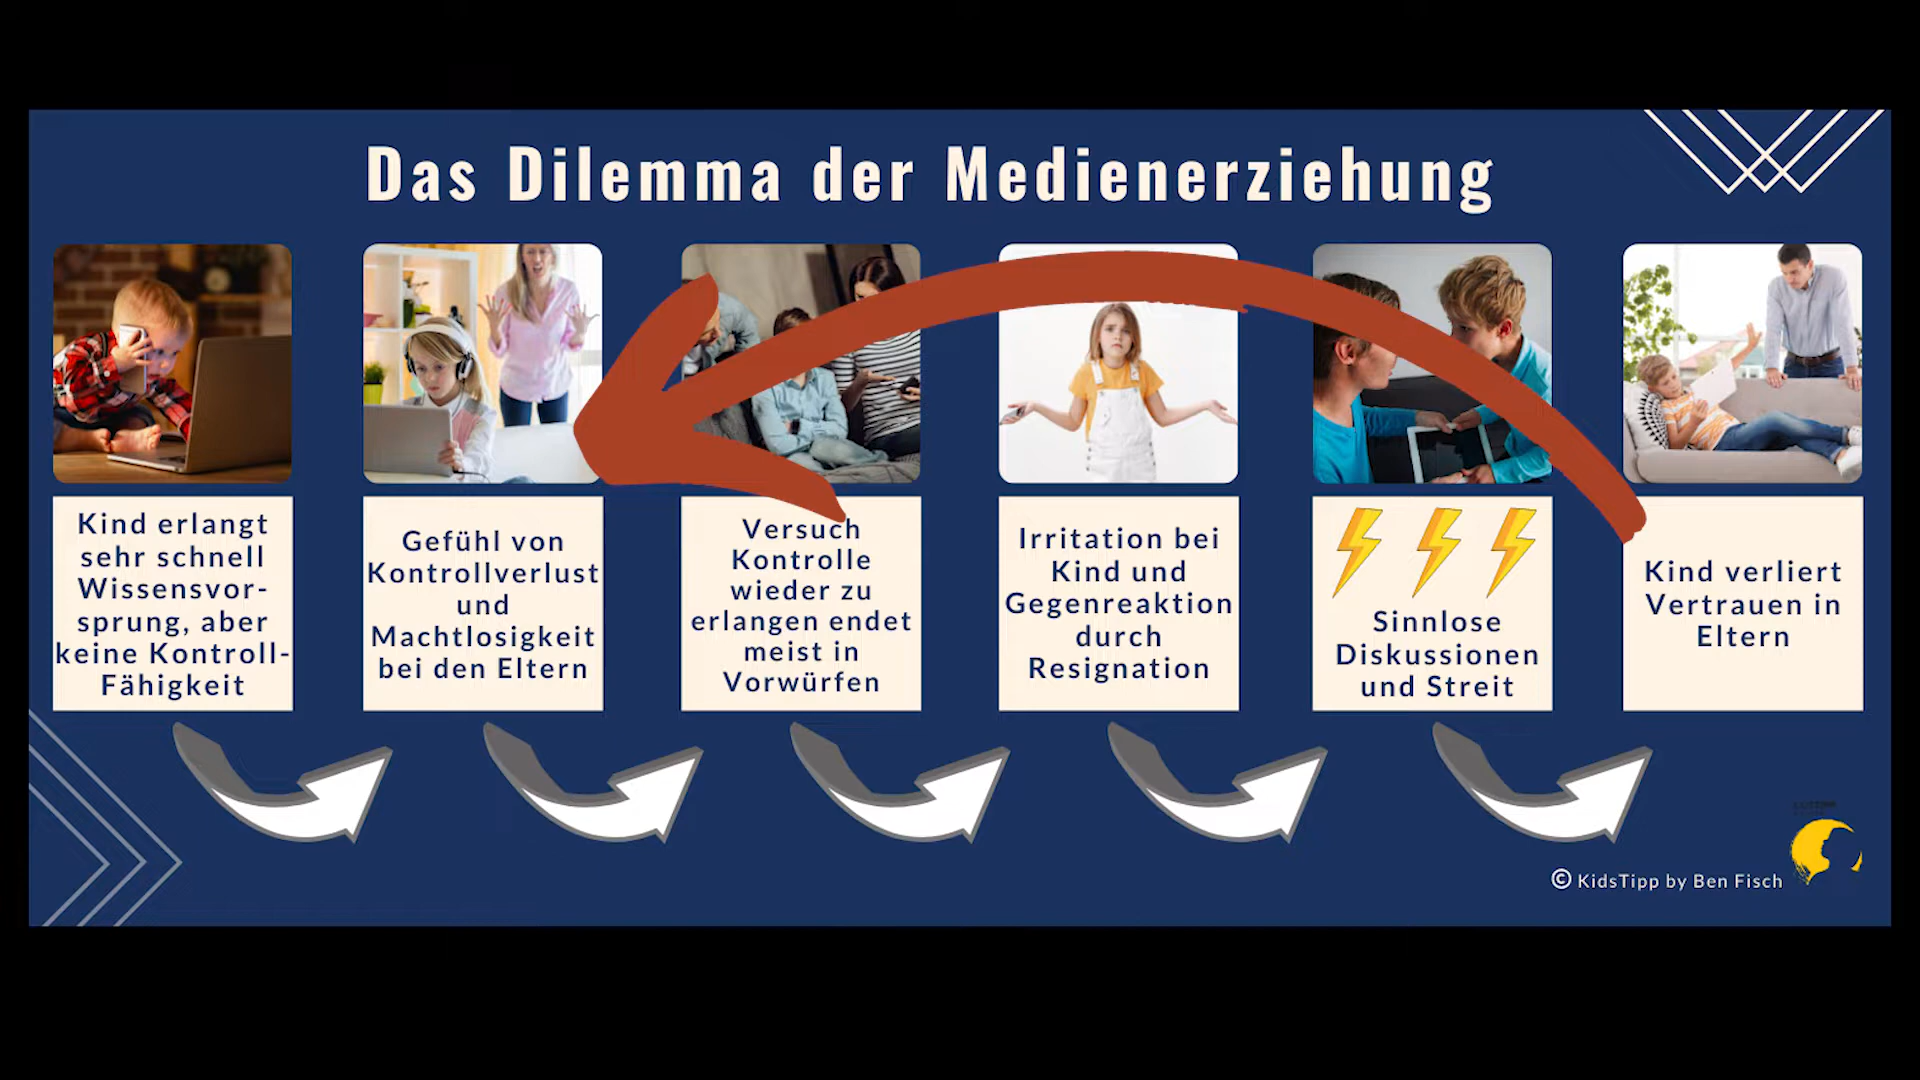 Das Dilemma der Medienerziehung
Kind erlangt
sehr schnell
Wissensvor-
sprung, aber
keine Kontroll-
Fähigkeit
Gefühl von
Kontrollverlust
und
Machtlosigkeit
bei den Eltern
Versuch
Kontrolle
wieder zu
erlangen endet
meist in
Vorwürfen
Irritation bei
Kind und
Gegenreaktion
durch
Resignation
Sinnlose
Diskussionen
und Streit
Kind verliert
Vertrauen in
Eltern
© KidsTipp by Ben Fisch